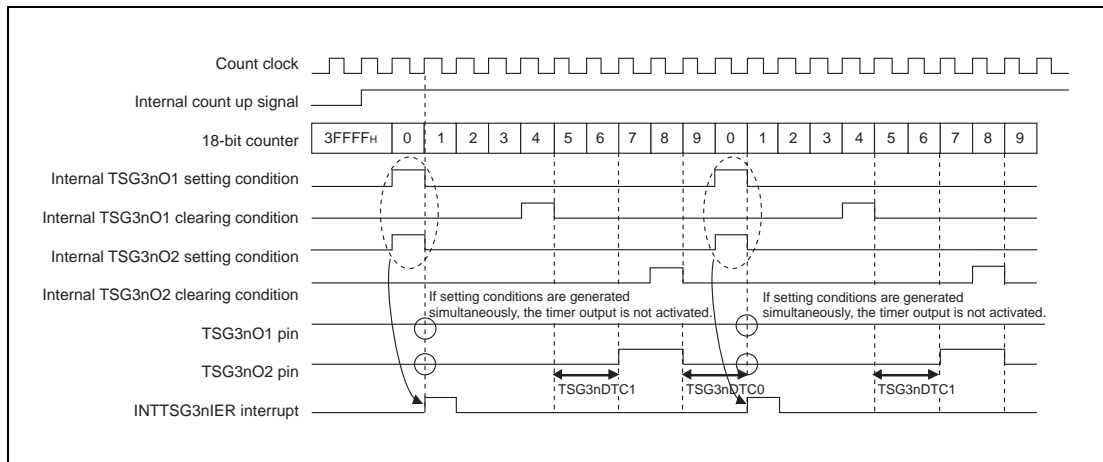 Count clock
Internal count up signal
18-bit counter 3FFFFH 0 1 2 3 4 5 6 7 8 9 0 1 2 3 4 5 6 7 8 9
Internal TSG3nO1 setting condition
Internal TSG3nO1 clearing condition
Internal TSG3nO2 setting condition
Internal TSG3nO2 clearing condition
If setting conditions are generated
simultaneously, the timer output is not activated.
If setting conditions are generated
simultaneously, the timer output is not activated.
TSG3nO1 pin
TSG3nO2 pin
TSG3nDTC1 TSG3nDTC0 TSG3nDTC1
INTTSG3nIER interrupt